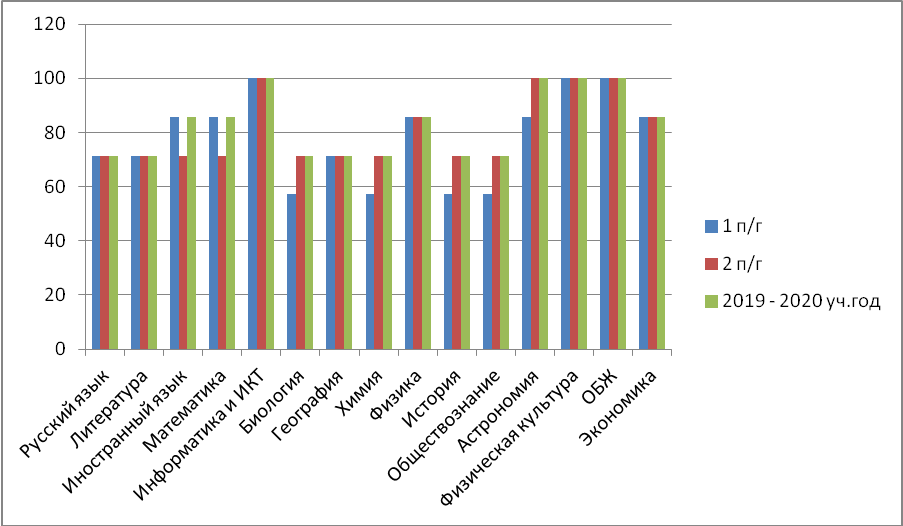 120
100
80
60
40
20
0
Русский язык
Литература
Иностранный язык
Математика
Информатика и ИКТ
Биология
География
Химия
Физика
История
Обществознание
Астрономия
Физическая культура
ОБЖ
Экономика
1 п/г
2 п/г
2019 - 2020 уч.год